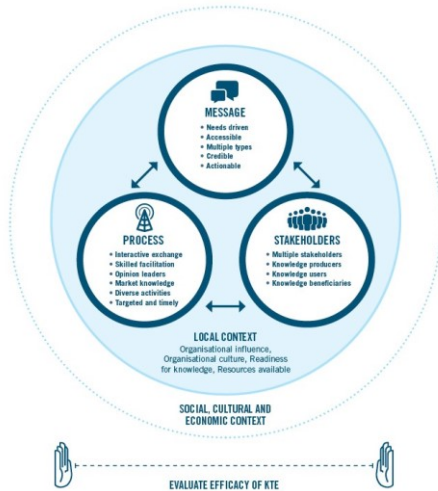 MESSAGE
• Needs driven
• Accessible
• Multiple types
• Credible
• Actionable
PROCESS
• Interactive exchange
• Skilled facilitation
• Opinion leaders
• Market knowledge
• Diverse activities
• Targeted and timely
STAKEHOLDERS
• Multiple stakeholders
• Knowledge producers
• Knowledge users
• Knowledge beneficiaries
LOCAL CONTEXT
Organisational influence,
Organisational culture, Readiness
for knowledge, Resources available
SOCIAL, CULTURAL AND
ECONOMIC CONTEXT
EVALUATE EFFICACY OF KTE